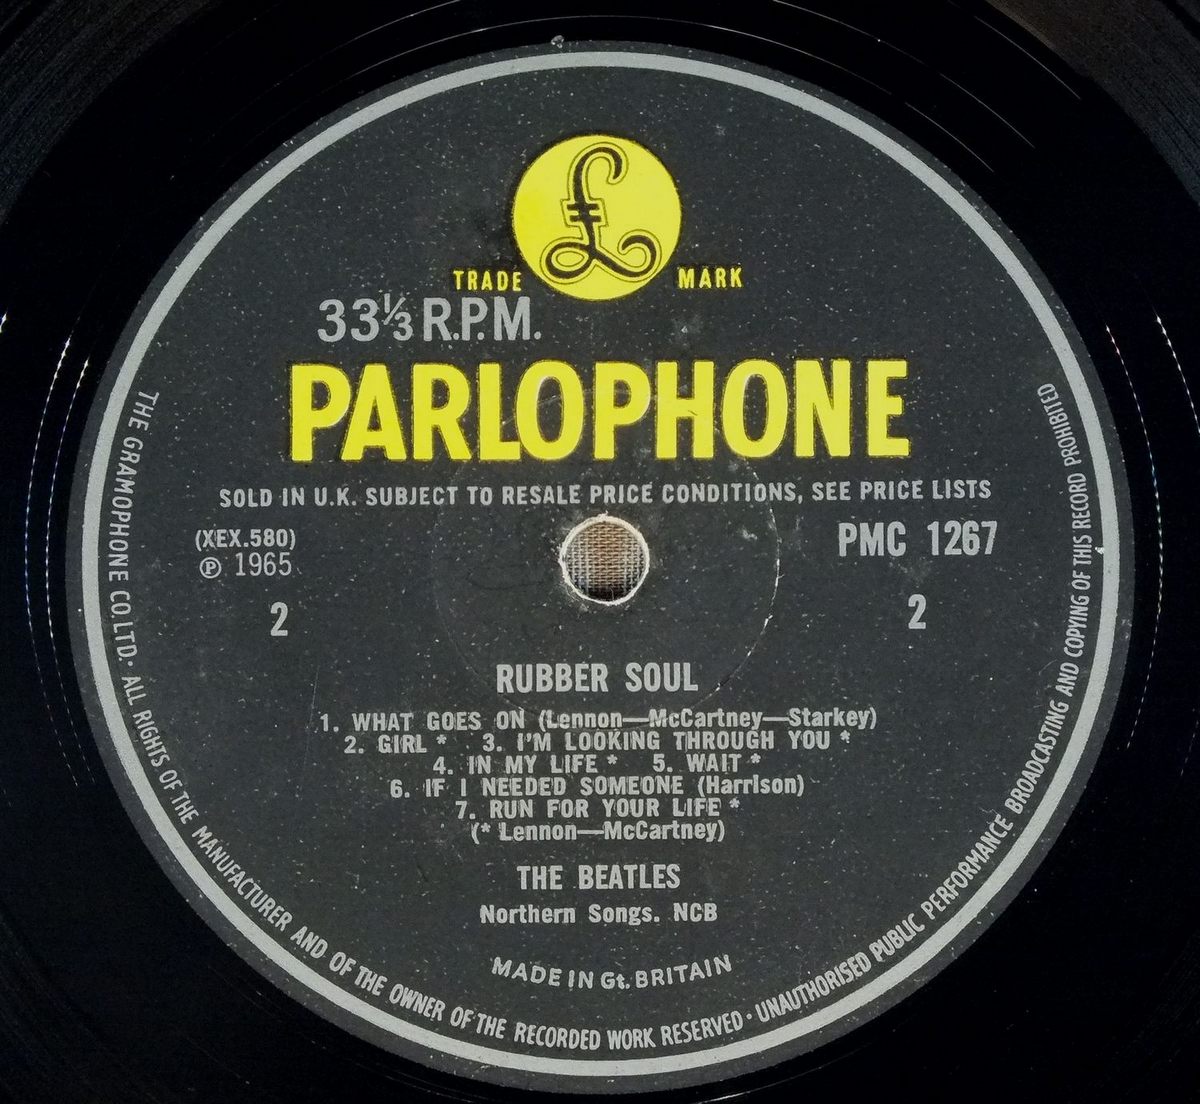 £
TRADE MARK
33⅓ R.P.M.
PARLOPHONE
SOLD IN U.K. SUBJECT TO RESALE PRICE CONDITIONS, SEE PRICE LISTS
(XEX.580)
℗ 1965
PMC 1267
2
2
RUBBER SOUL
1. WHAT GOES ON (Lennon—McCartney—Starkey)
2. GIRL * 3. I'M LOOKING THROUGH YOU *
4. IN MY LIFE * 5. WAIT *
6. IF I NEEDED SOMEONE (Harrison)
7. RUN FOR YOUR LIFE *
(* Lennon—McCartney)
THE BEATLES
Northern Songs. NCB
MADE IN Gt. BRITAIN
THE GRAMOPHONE CO. LTD. · ALL RIGHTS OF THE MANUFACTURER AND OF THE OWNER OF THE RECORDED WORK RESERVED · UNAUTHORISED PUBLIC PERFORMANCE BROADCASTING AND COPYING OF THIS RECORD PROHIBITED